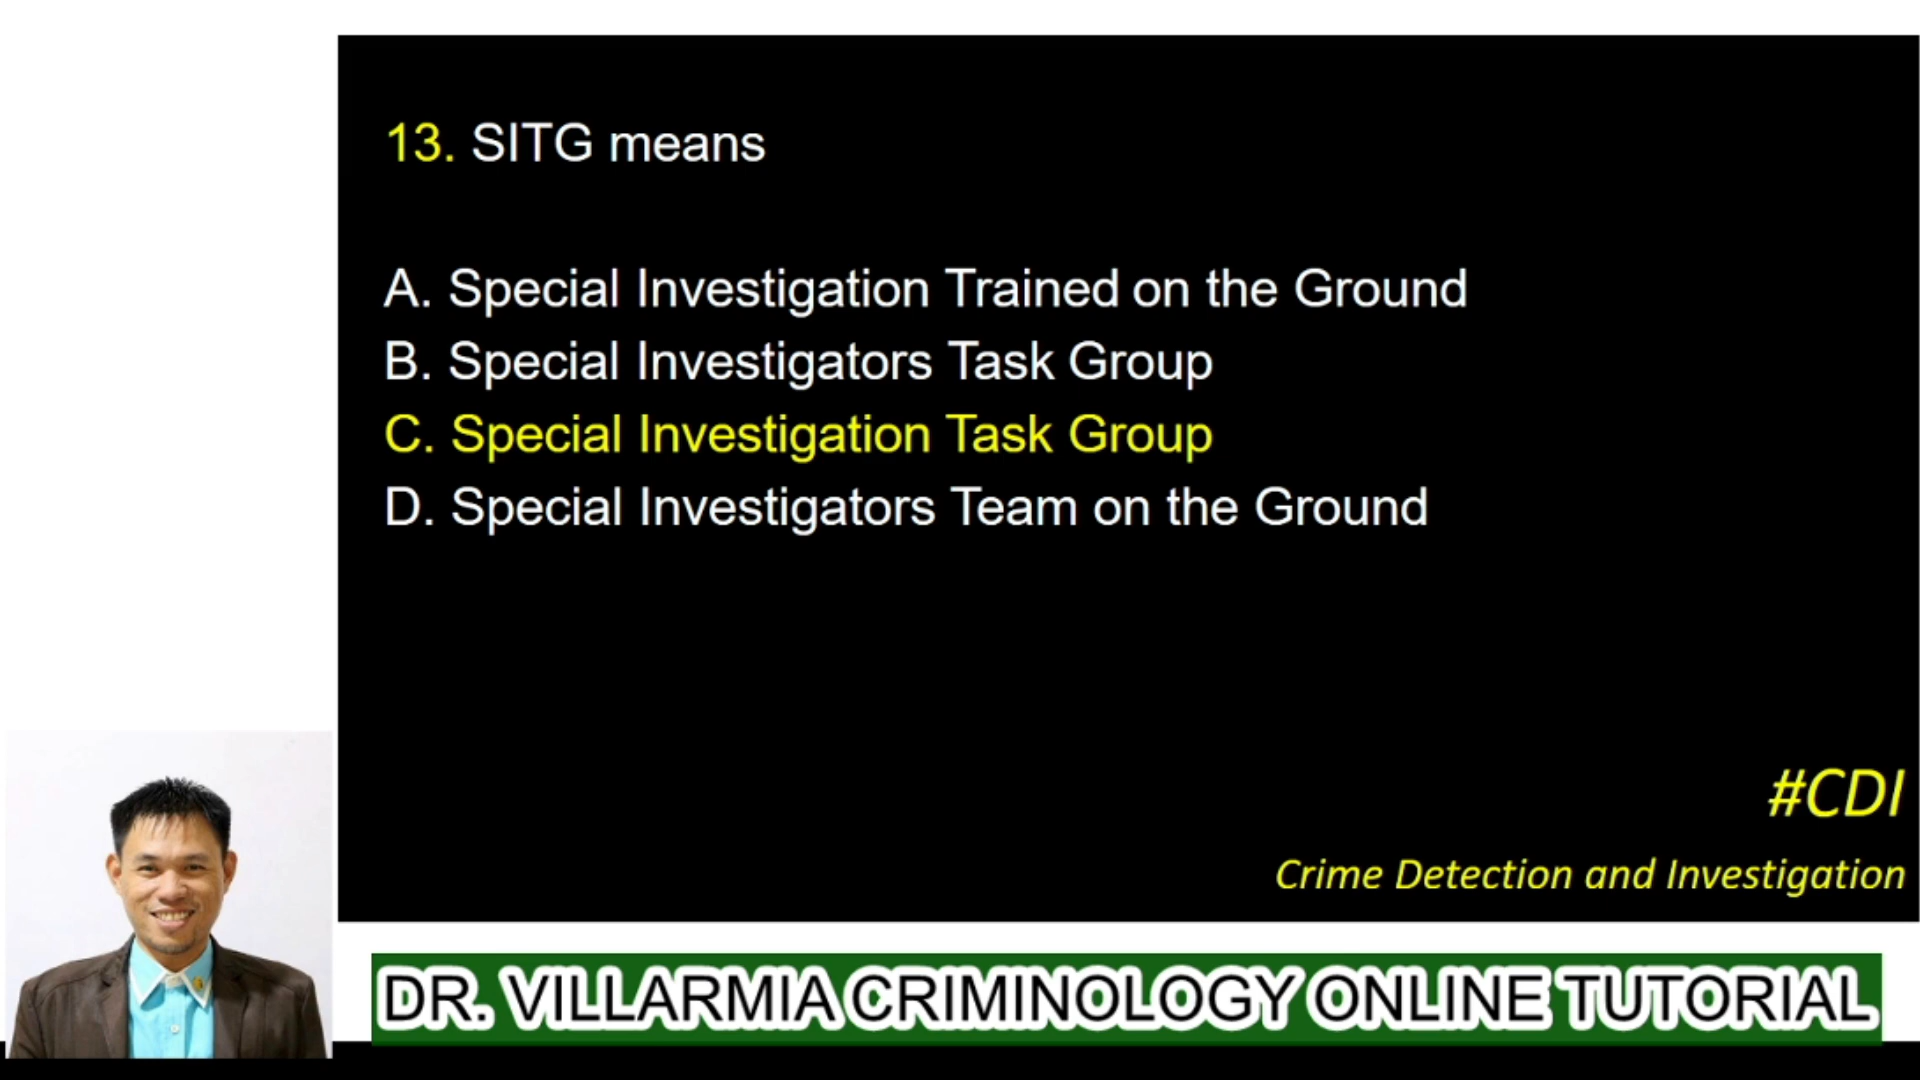 13. SITG means
A. Special Investigation Trained on the Ground
B. Special Investigators Task Group
C. Special Investigation Task Group
D. Special Investigators Team on the Ground
#CDI
Crime Detection and Investigation
DR. VILLARMIA CRIMINOLOGY ONLINE TUTORIAL